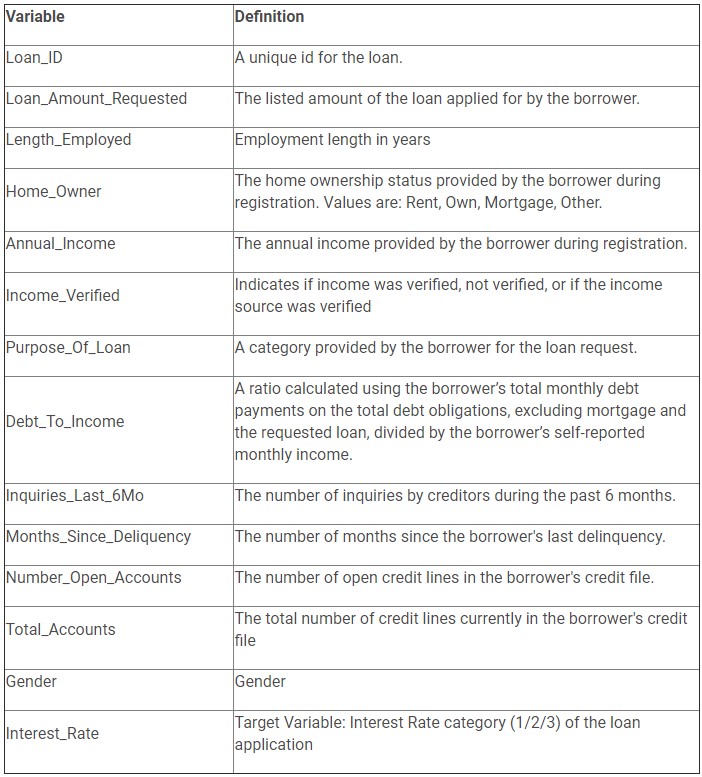 Variable Definition
Loan_ID A unique id for the loan.
Loan_Amount_Requested The listed amount of the loan applied for by the borrower.
Length_Employed Employment length in years
Home_Owner The home ownership status provided by the borrower during
registration. Values are: Rent, Own, Mortgage, Other.
Annual_Income The annual income provided by the borrower during registration.
Income_Verified Indicates if income was verified, not verified, or if the income
source was verified
Purpose_Of_Loan A category provided by the borrower for the loan request.
Debt_To_Income A ratio calculated using the borrower’s total monthly debt
payments on the total debt obligations, excluding mortgage and
the requested loan, divided by the borrower’s self-reported
monthly income.
Inquiries_Last_6Mo The number of inquiries by creditors during the past 6 months.
Months_Since_Deliquency The number of months since the borrower's last delinquency.
Number_Open_Accounts The number of open credit lines in the borrower's credit file.
Total_Accounts The total number of credit lines currently in the borrower's credit
file
Gender Gender
Interest_Rate Target Variable: Interest Rate category (1/2/3) of the loan
application